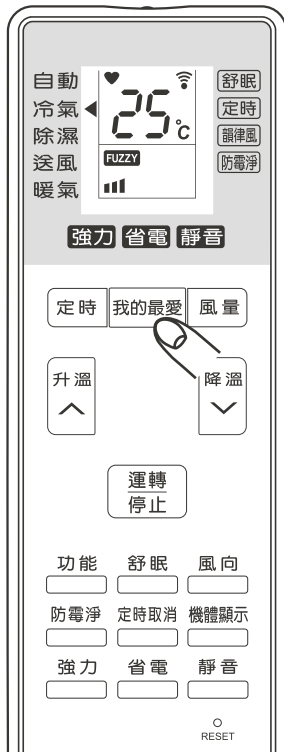 自動
冷氣
除濕
送風
暖氣
25℃
FUZZY
舒眠
定時
韻律風
防霉淨
強力 省電 靜音
定時 我的最愛 風量
升溫 降溫
運轉
停止
功能 舒眠 風向
防霉淨 定時取消 機體顯示
強力 省電 靜音
RESET